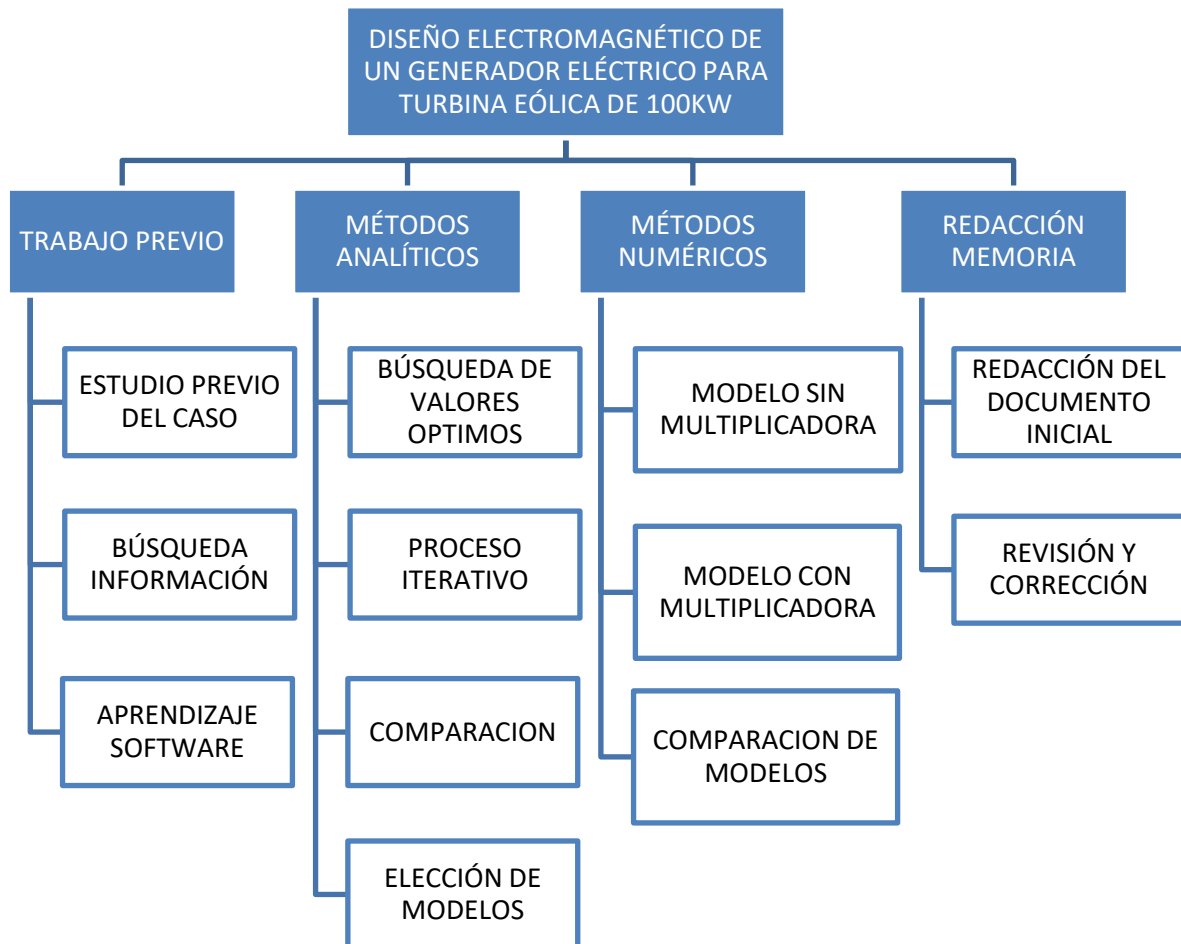 DISEÑO ELECTROMAGNÉTICO DE
UN GENERADOR ELÉCTRICO PARA
TURBINA EÓLICA DE 100KW
TRABAJO PREVIO
ESTUDIO PREVIO
DEL CASO
BÚSQUEDA
INFORMACIÓN
APRENDIZAJE
SOFTWARE
MÉTODOS
ANALÍTICOS
BÚSQUEDA DE
VALORES
OPTIMOS
PROCESO
ITERATIVO
COMPARACION
ELECCIÓN DE
MODELOS
MÉTODOS
NUMÉRICOS
MODELO SIN
MULTIPLICADORA
MODELO CON
MULTIPLICADORA
COMPARACION DE
MODELOS
REDACCIÓN
MEMORIA
REDACCIÓN DEL
DOCUMENTO
INICIAL
REVISIÓN Y
CORRECCIÓN